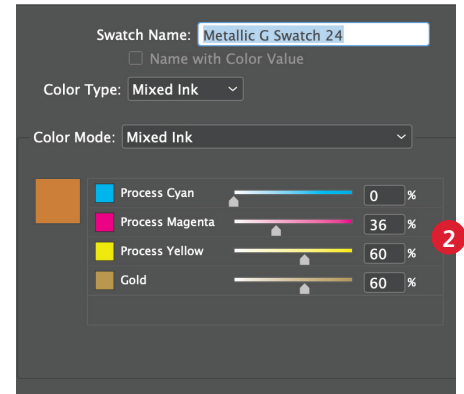 Swatch Name: Metallic G Swatch 24
Name with Color Value
Color Type: Mixed Ink
Color Mode: Mixed Ink
Process Cyan 0 %
Process Magenta 36 %
Process Yellow 60 %
2
Gold 60 %